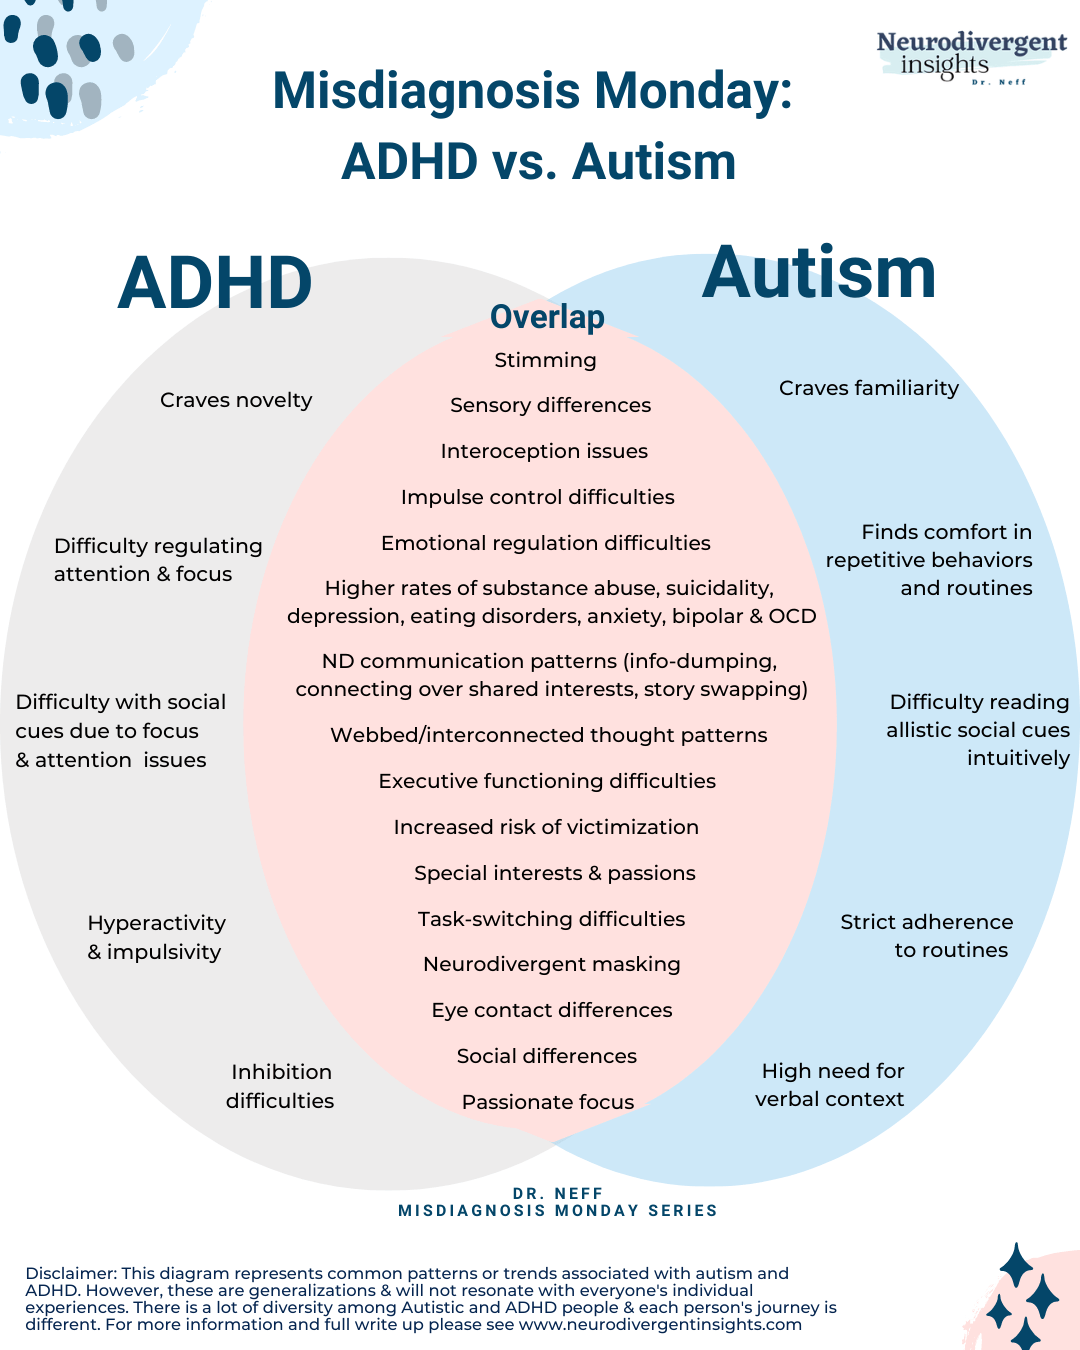 Neurodivergent
insights
Dr. Neff
Misdiagnosis Monday:
ADHD vs. Autism
ADHD
Autism
Overlap
Craves novelty
Difficulty regulating
attention & focus
Difficulty with social
cues due to focus
& attention  issues
Hyperactivity
& impulsivity
Inhibition
difficulties
Stimming
Sensory differences
Interoception issues
Impulse control difficulties
Emotional regulation difficulties
Higher rates of substance abuse, suicidality,
depression, eating disorders, anxiety, bipolar & OCD
ND communication patterns (info-dumping,
connecting over shared interests, story swapping)
Webbed/interconnected thought patterns
Executive functioning difficulties
Increased risk of victimization
Special interests & passions
Task-switching difficulties
Neurodivergent masking
Eye contact differences
Social differences
Passionate focus
Craves familiarity
Finds comfort in
repetitive behaviors
and routines
Difficulty reading
allistic social cues
intuitively
Strict adherence
to routines
High need for
verbal context
DR. NEFF
MISDIAGNOSIS MONDAY SERIES
Disclaimer: This diagram represents common patterns or trends associated with autism and
ADHD. However, these are generalizations & will not resonate with everyone's individual
experiences. There is a lot of diversity among Autistic and ADHD people & each person's journey is
different. For more information and full write up please see www.neurodivergentinsights.com